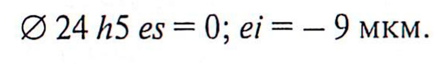 ∅ 24 h5 es = 0; ei = – 9 мкм.